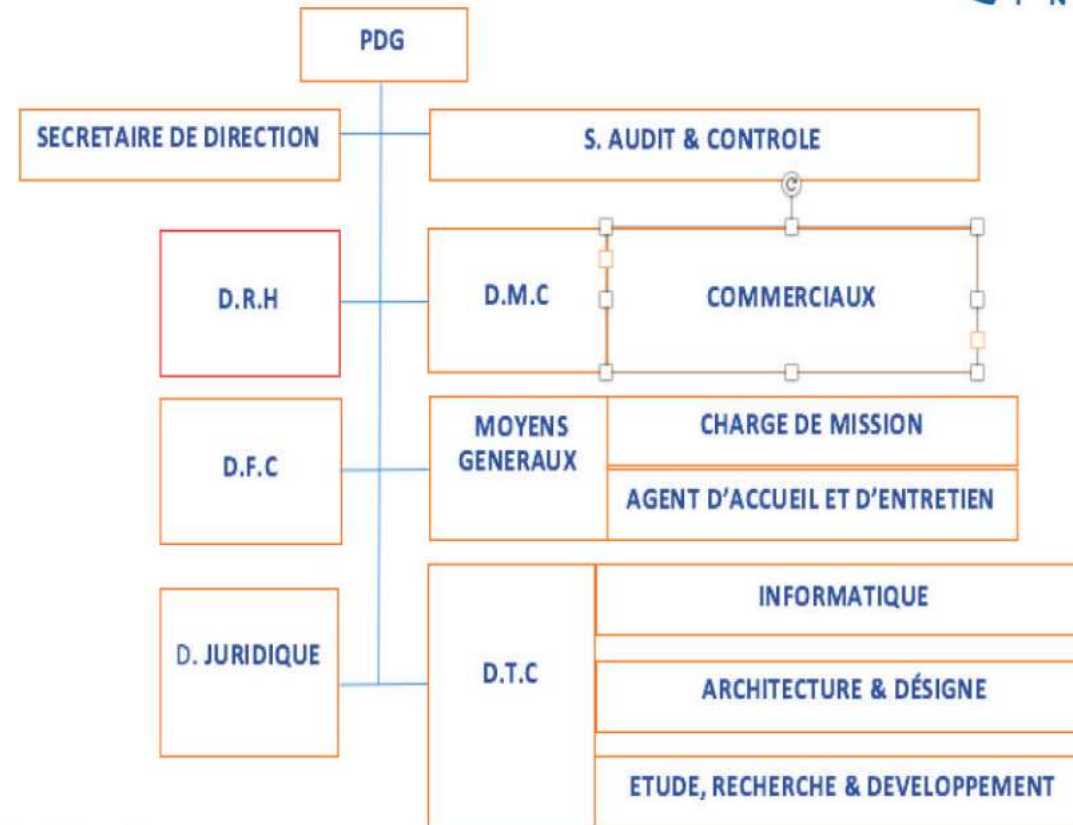 PDG
SECRETAIRE DE DIRECTION
S. AUDIT & CONTROLE
D.R.H
D.M.C
COMMERCIAUX
D.F.C
MOYENS
GENERAUX
CHARGE DE MISSION
AGENT D’ACCUEIL ET D’ENTRETIEN
D. JURIDIQUE
D.T.C
INFORMATIQUE
ARCHITECTURE & DÉSIGNE
ETUDE, RECHERCHE & DEVELOPPEMENT